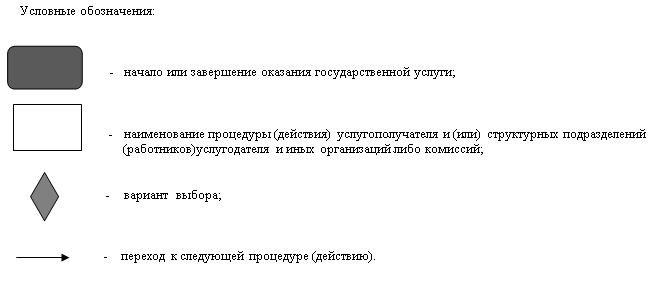 Условные обозначения:
- начало или завершение оказания государственной услуги;
- наименование процедуры (действия) услугополучателя и (или) структурных подразделений
(работников)услугодателя и иных организаций либо комиссий;
- вариант выбора;
- переход к следующей процедуре (действию).